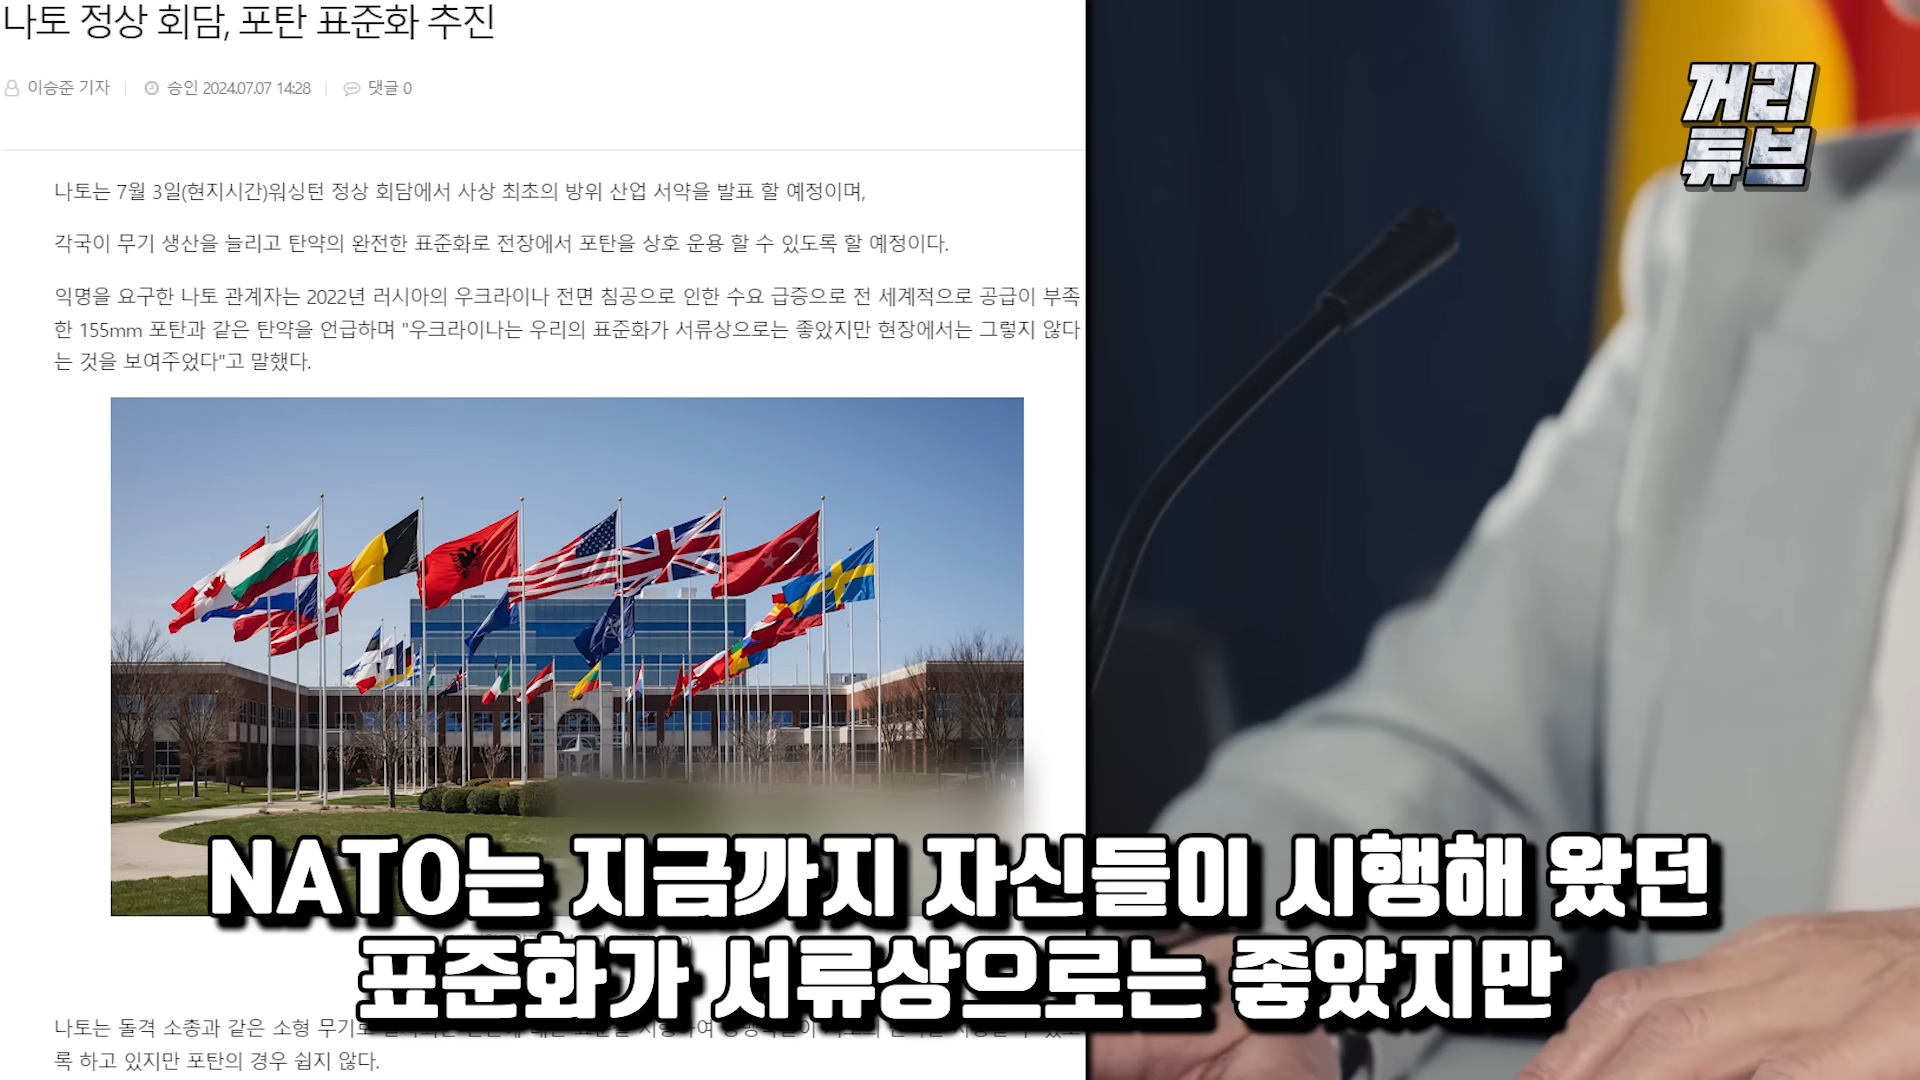 나토 정상 회담, 포탄 표준화 추진
이승준 기자
승인 2024.07.07 14:28
댓글 0
꺼리
튜브
나토는 7월 3일(현지시간)워싱턴 정상 회담에서 사상 최초의 방위 산업 서약을 발표 할 예정이며,
각국이 무기 생산을 늘리고 탄약의 완전한 표준화로 전장에서 포탄을 상호 운용 할 수 있도록 할 예정이다.
익명을 요구한 나토 관계자는 2022년 러시아의 우크라이나 전면 침공으로 인한 수요 급증으로 전 세계적으로 공급이 부족
한 155mm 포탄과 같은 탄약을 언급하며 "우크라이나는 우리의 표준화가 서류상으로는 좋았지만 현장에서는 그렇지 않다
는 것을 보여주었다"고 말했다.
NATO는 지금까지 자신들이 시행해 왔던
표준화가 서류상으로는 좋았지만
나토는 돌격 소총과 같은 소형 무기
록 하고 있지만 포탄의 경우 쉽지 않다.